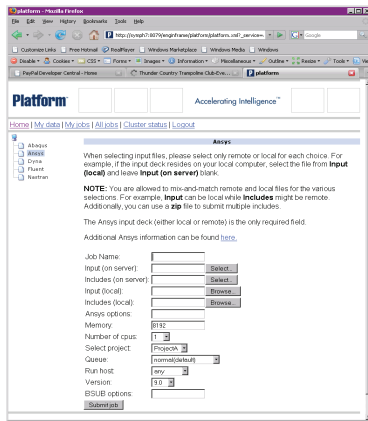 platform - Mozilla Firefox
File Edit View History Bookmarks Tools Help
http://symph7:8079/enginframe/platform/platform.xml?_service=
Google
Customize Links Free Hotmail RealPlayer Windows Marketplace Windows Media Windows
Disable Cookies CSS Forms Images Information Miscellaneous Outline Resize Tools
PayPal Developer Central - Home Thunder Country Trampoline Club-Eve... platform
Platform
Accelerating Intelligence™
Home | My data | My jobs | All jobs | Cluster status | Logout
Abaqus
Ansys
Dyna
Fluent
Nastran
Ansys
When selecting input files, please select only remote or local for each choice. For
example, if the input deck resides on your local computer, select the file from Input
(local) and leave Input (on server) blank.
NOTE: You are allowed to mix-and-match remote and local files for the various
selections. For example, Input can be local while Includes might be remote.
Additionally, you can use a zip file to submit multiple includes.
The Ansys input deck (either local or remote) is the only required field.
Additional Ansys information can be found here.
Job Name:
Input (on server): Select...
Includes (on server): Select...
Input (local): Browse...
Includes (local): Browse...
Ansys options:
Memory: 8192
Number of cpus: 1
Select project: ProjectA
Queue: normal(default)
Run host: any
Version: 9.0
BSUB options:
Submit job